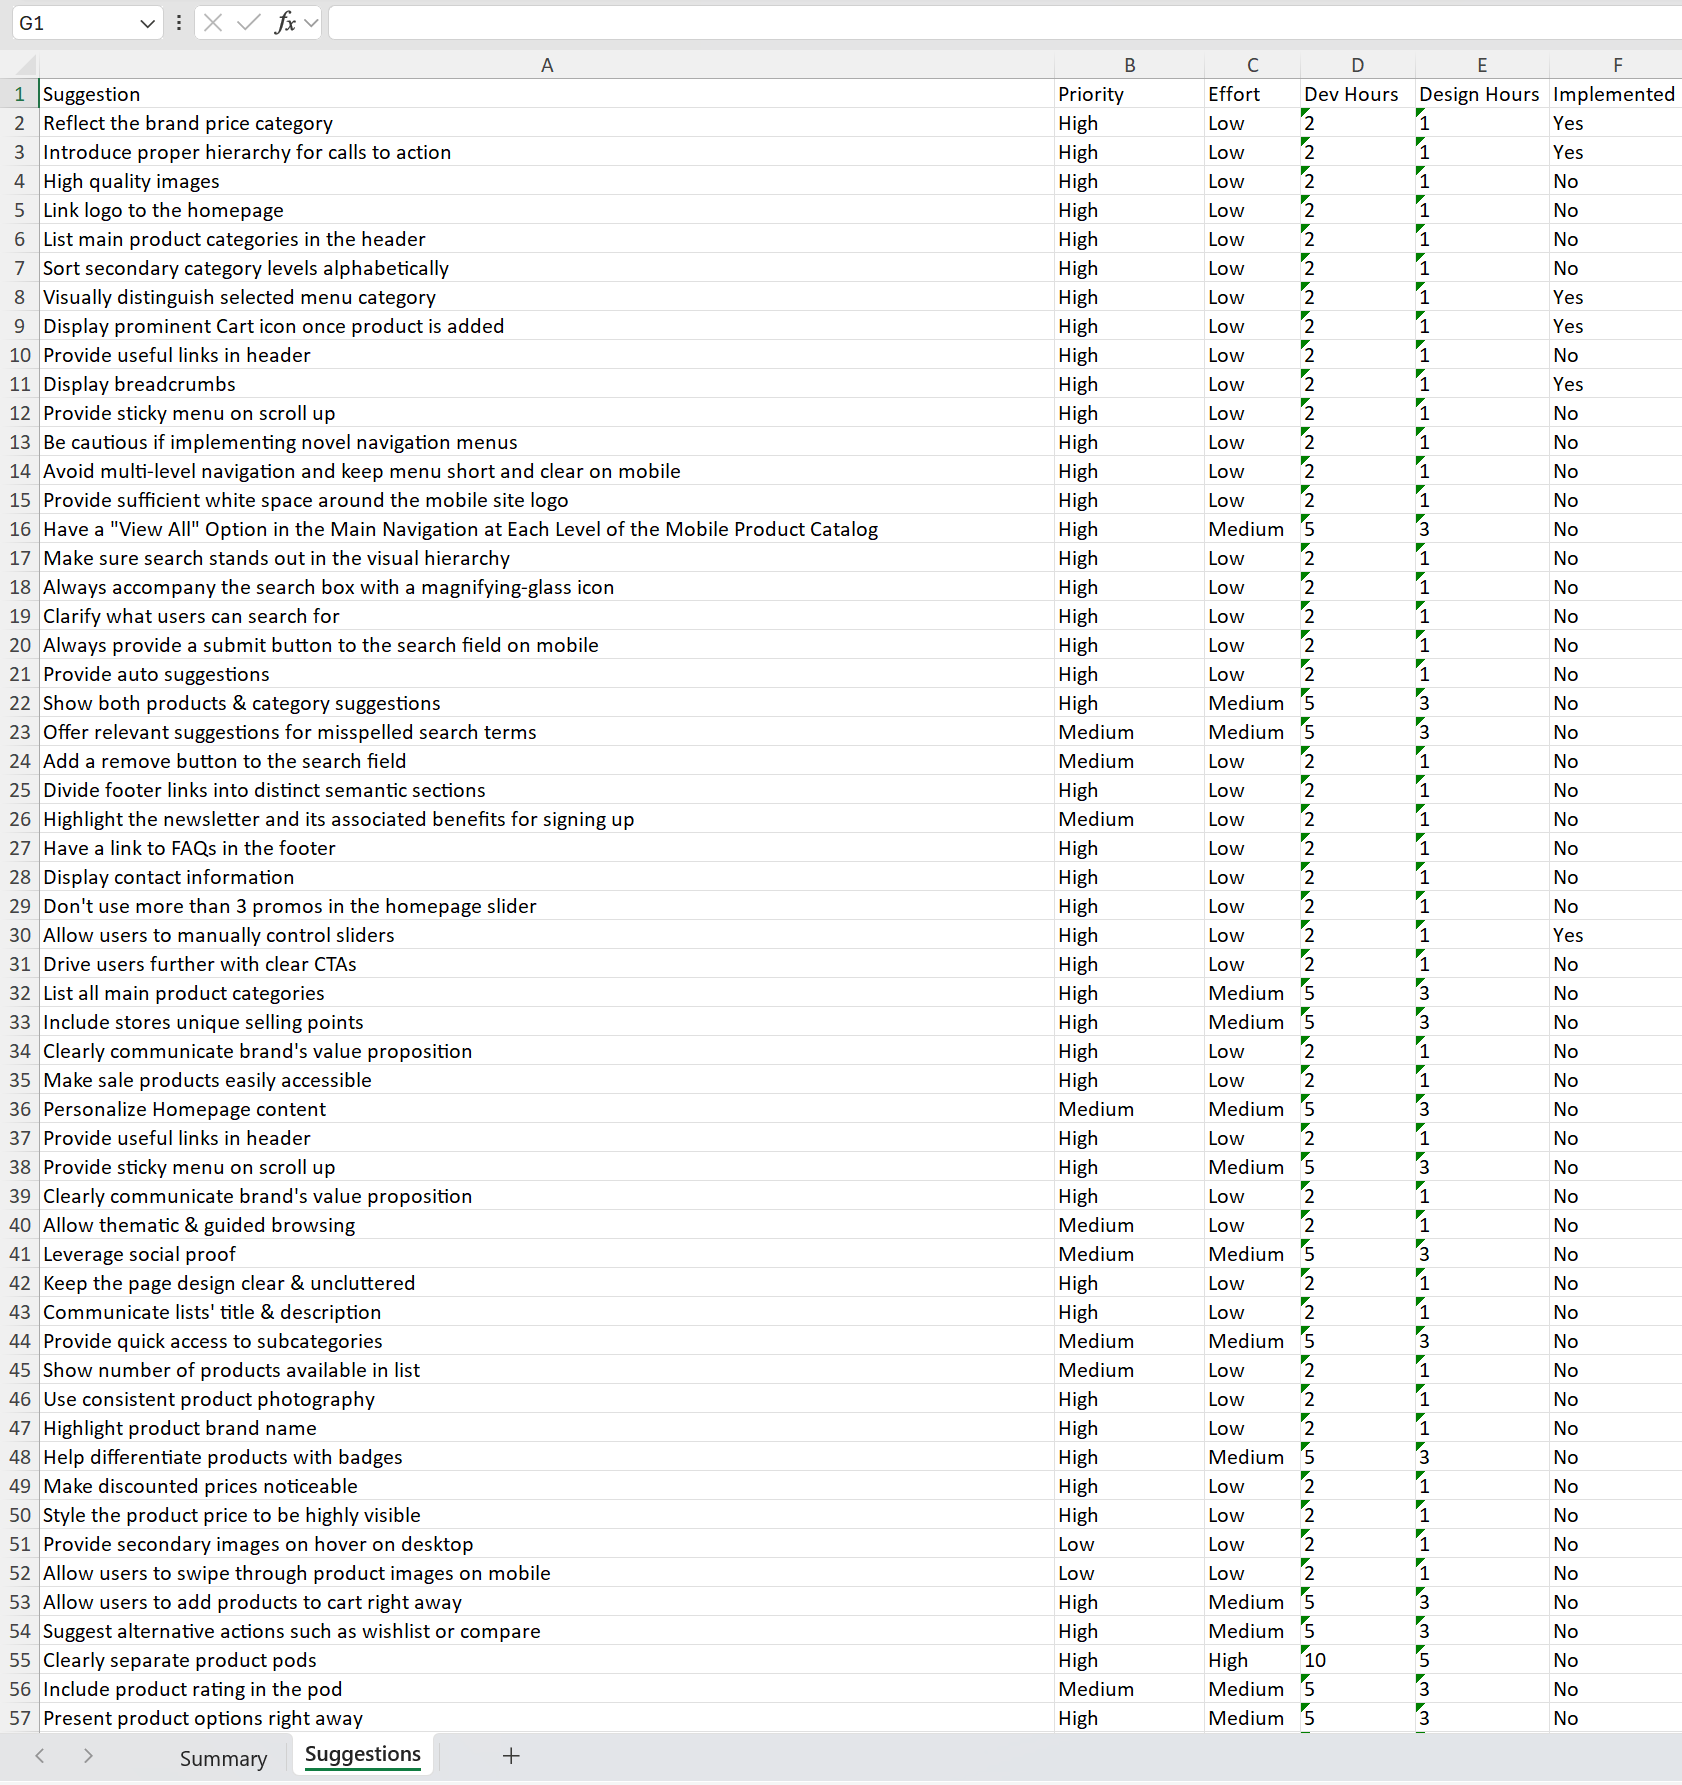 G1
fx
A B C D E F
1 Suggestion Priority Effort Dev Hours Design Hours Implemented
2 Reflect the brand price category High Low 2 1 Yes
3 Introduce proper hierarchy for calls to action High Low 2 1 Yes
4 High quality images High Low 2 1 No
5 Link logo to the homepage High Low 2 1 No
6 List main product categories in the header High Low 2 1 No
7 Sort secondary category levels alphabetically High Low 2 1 No
8 Visually distinguish selected menu category High Low 2 1 Yes
9 Display prominent Cart icon once product is added High Low 2 1 Yes
10 Provide useful links in header High Low 2 1 No
11 Display breadcrumbs High Low 2 1 Yes
12 Provide sticky menu on scroll up High Low 2 1 No
13 Be cautious if implementing novel navigation menus High Low 2 1 No
14 Avoid multi-level navigation and keep menu short and clear on mobile High Low 2 1 No
15 Provide sufficient white space around the mobile site logo High Low 2 1 No
16 Have a "View All" Option in the Main Navigation at Each Level of the Mobile Product Catalog High Medium 5 3 No
17 Make sure search stands out in the visual hierarchy High Low 2 1 No
18 Always accompany the search box with a magnifying-glass icon High Low 2 1 No
19 Clarify what users can search for High Low 2 1 No
20 Always provide a submit button to the search field on mobile High Low 2 1 No
21 Provide auto suggestions High Low 2 1 No
22 Show both products & category suggestions High Medium 5 3 No
23 Offer relevant suggestions for misspelled search terms Medium Medium 5 3 No
24 Add a remove button to the search field Medium Low 2 1 No
25 Divide footer links into distinct semantic sections High Low 2 1 No
26 Highlight the newsletter and its associated benefits for signing up Medium Low 2 1 No
27 Have a link to FAQs in the footer High Low 2 1 No
28 Display contact information High Low 2 1 No
29 Don't use more than 3 promos in the homepage slider High Low 2 1 No
30 Allow users to manually control sliders High Low 2 1 Yes
31 Drive users further with clear CTAs High Low 2 1 No
32 List all main product categories High Medium 5 3 No
33 Include stores unique selling points High Medium 5 3 No
34 Clearly communicate brand's value proposition High Low 2 1 No
35 Make sale products easily accessible High Low 2 1 No
36 Personalize Homepage content Medium Medium 5 3 No
37 Provide useful links in header High Low 2 1 No
38 Provide sticky menu on scroll up High Medium 5 3 No
39 Clearly communicate brand's value proposition High Low 2 1 No
40 Allow thematic & guided browsing Medium Low 2 1 No
41 Leverage social proof Medium Medium 5 3 No
42 Keep the page design clear & uncluttered High Low 2 1 No
43 Communicate lists' title & description High Low 2 1 No
44 Provide quick access to subcategories Medium Medium 5 3 No
45 Show number of products available in list Medium Low 2 1 No
46 Use consistent product photography High Low 2 1 No
47 Highlight product brand name High Low 2 1 No
48 Help differentiate products with badges High Medium 5 3 No
49 Make discounted prices noticeable High Low 2 1 No
50 Style the product price to be highly visible High Low 2 1 No
51 Provide secondary images on hover on desktop Low Low 2 1 No
52 Allow users to swipe through product images on mobile Low Low 2 1 No
53 Allow users to add products to cart right away High Medium 5 3 No
54 Suggest alternative actions such as wishlist or compare High Medium 5 3 No
55 Clearly separate product pods High High 10 5 No
56 Include product rating in the pod Medium Medium 5 3 No
57 Present product options right away High Medium 5 3 No
Summary Suggestions +